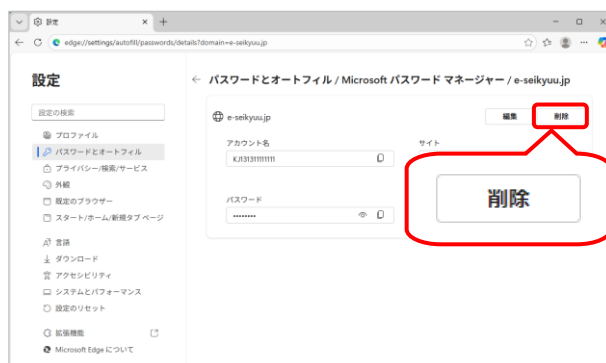 設定
edge://settings/autofill/passwords/details?domain=e-seikyuu.jp
設定
← パスワードとオートフィル / Microsoft パスワード マネージャー / e-seikyuu.jp
設定の検索
e-seikyuu.jp
編集
削除
プロファイル
パスワードとオートフィル
プライバシー/検索/サービス
外観
既定のブラウザー
スタート/ホーム/新規タブ ページ
言語
ダウンロード
アクセシビリティ
システムとパフォーマンス
設定のリセット
拡張機能
Microsoft Edge について
アカウント名
サイト
パスワード
••••••••
削除